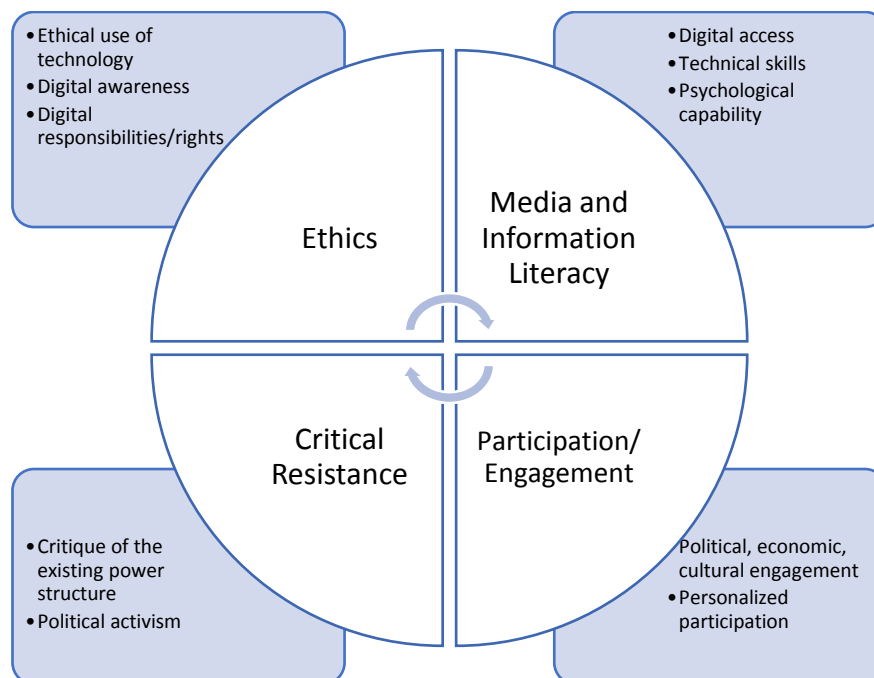 •Ethical use of
technology
•Digital awareness
•Digital
responsibilities/rights
•Digital access
•Technical skills
•Psychological
capability
Ethics
Media and
Information
Literacy
Critical
Resistance
Participation/
Engagement
•Critique of the
existing power
structure
•Political activism
Political, economic,
cultural engagement
•Personalized
participation